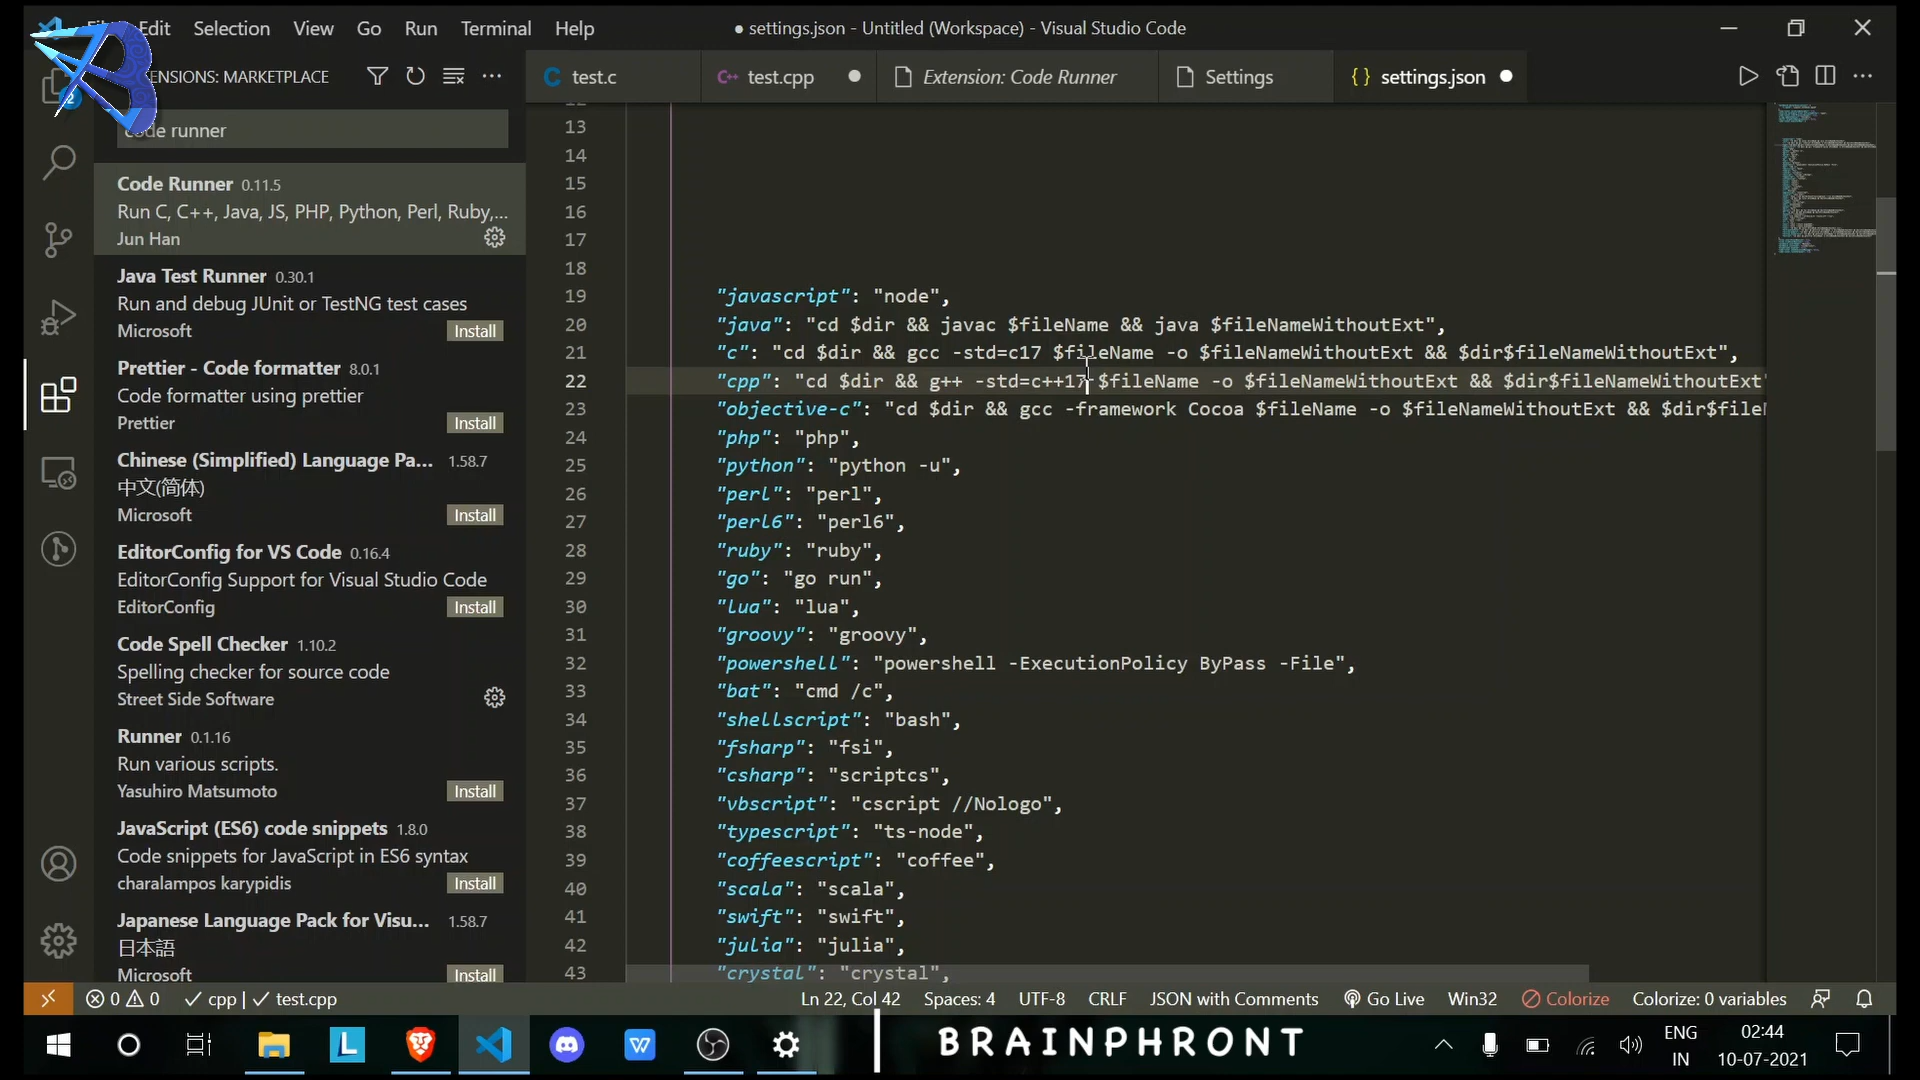 Edit Selection View Go Run Terminal Help
● settings.json - Untitled (Workspace) - Visual Studio Code
ENSIONS: MARKETPLACE
test.c
test.cpp
Extension: Code Runner
Settings
{ } settings.json
2
code runner
Code Runner 0.11.5
Run C, C++, Java, JS, PHP, Python, Perl, Ruby,...
Jun Han
Java Test Runner 0.30.1
Run and debug JUnit or TestNG test cases
Microsoft Install
Prettier - Code formatter 8.0.1
Code formatter using prettier
Prettier Install
Chinese (Simplified) Language Pa... 1.58.7
中文(简体)
Microsoft Install
EditorConfig for VS Code 0.16.4
EditorConfig Support for Visual Studio Code
EditorConfig Install
Code Spell Checker 1.10.2
Spelling checker for source code
Street Side Software
Runner 0.1.16
Run various scripts.
Yasuhiro Matsumoto Install
JavaScript (ES6) code snippets 1.8.0
Code snippets for JavaScript in ES6 syntax
charalampos karypidis Install
Japanese Language Pack for Visu... 1.58.7
日本語
Microsoft Install
13
14
15
16
17
18
19 "javascript": "node",
20 "java": "cd $dir && javac $fileName && java $fileNameWithoutExt",
21 "c": "cd $dir && gcc -std=c17 $fileName -o $fileNameWithoutExt && $dir$fileNameWithoutExt",
22 "cpp": "cd $dir && g++ -std=c++17 $fileName -o $fileNameWithoutExt && $dir$fileNameWithoutExt"
23 "objective-c": "cd $dir && gcc -framework Cocoa $fileName -o $fileNameWithoutExt && $dir$fileN
24 "php": "php",
25 "python": "python -u",
26 "perl": "perl",
27 "perl6": "perl6",
28 "ruby": "ruby",
29 "go": "go run",
30 "lua": "lua",
31 "groovy": "groovy",
32 "powershell": "powershell -ExecutionPolicy ByPass -File",
33 "bat": "cmd /c",
34 "shellscript": "bash",
35 "fsharp": "fsi",
36 "csharp": "scriptcs",
37 "vbscript": "cscript //Nologo",
38 "typescript": "ts-node",
39 "coffeescript": "coffee",
40 "scala": "scala",
41 "swift": "swift",
42 "julia": "julia",
43 "crystal": "crystal",
0 0 cpp | test.cpp
Ln 22, Col 42 Spaces: 4 UTF-8 CRLF JSON with Comments Go Live Win32 Colorize Colorize: 0 variables
BRAINPHRONT
ENG
IN
02:44
10-07-2021